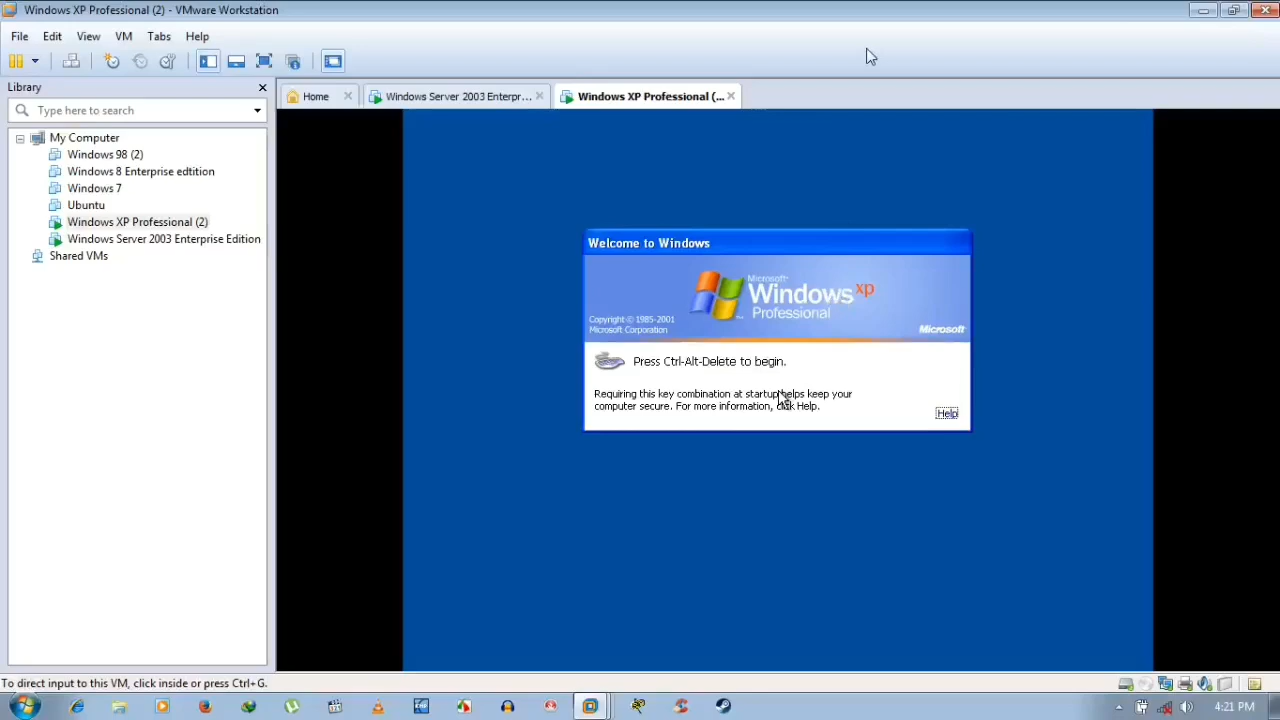 Windows XP Professional (2) - VMware Workstation
File Edit View VM Tabs Help
Library
Type here to search
My Computer
Windows 98 (2)
Windows 8 Enterprise edtition
Windows 7
Ubuntu
Windows XP Professional (2)
Windows Server 2003 Enterprise Edition
Shared VMs
Home
Windows Server 2003 Enterpr...
Windows XP Professional (...
Welcome to Windows
Microsoft
Windows xp
Professional
Copyright © 1985-2001
Microsoft Corporation
Microsoft
Press Ctrl-Alt-Delete to begin.
Requiring this key combination at startup helps keep your
computer secure. For more information, click Help.
Help
To direct input to this VM, click inside or press Ctrl+G.
4:21 PM